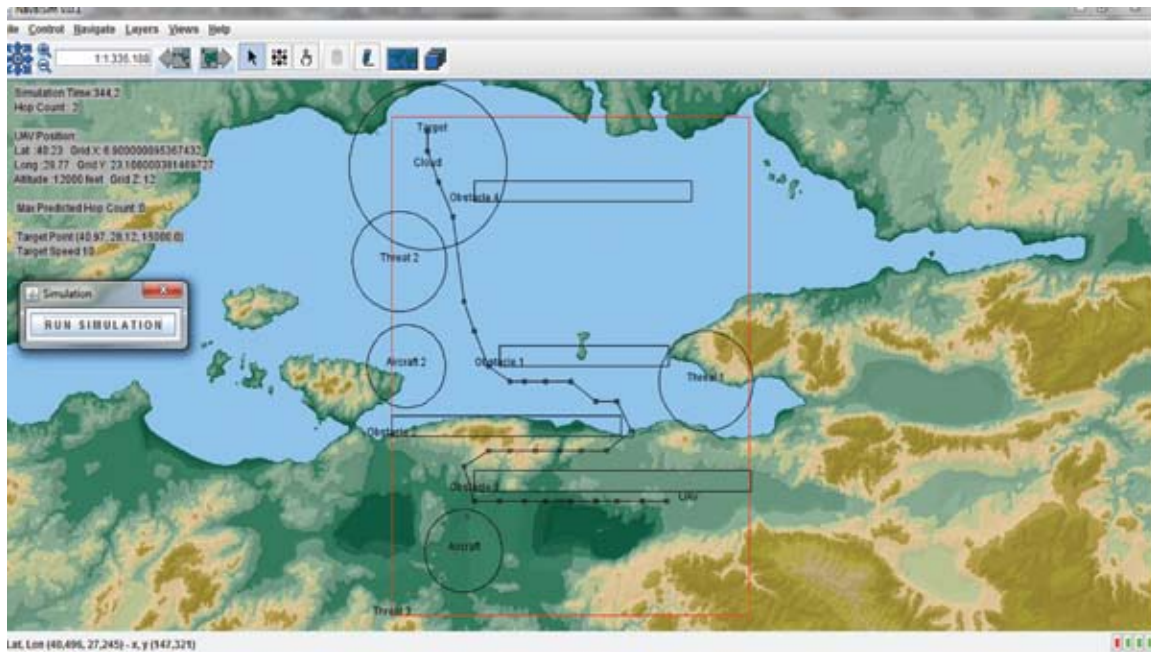 Control Navigate Layers Views Help
1:1.336.188
Simulation Time:344,2
Hop Count : 2
UAV Position
Lat :40.23 Grid X: 6.900000095367432
Long :28.77 Grid Y: 23.100000381469727
Altitude :12000 feet Grid Z: 12
Max Predicted Hop Count: 0
Target Point (40.97, 28.12, 15000.0)
Target Speed 10
Target
Cloud
Obstacle 4
Threat 2
Simulation
RUN SIMULATION
Aircraft 2
Obstacle 1
Threat 1
Obstacle 2
Obstacle 3
UAV
Aircraft
Threat 3
Lat, Lon (40,496, 27,245) - x, y (147,321)